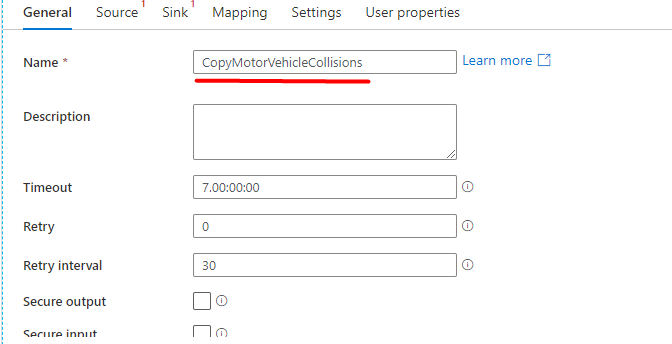 General Source 1 Sink 1 Mapping Settings User properties
Name * CopyMotorVehicleCollisions Learn more
Description
Timeout 7.00:00:00
Retry 0
Retry interval 30
Secure output
Secure input